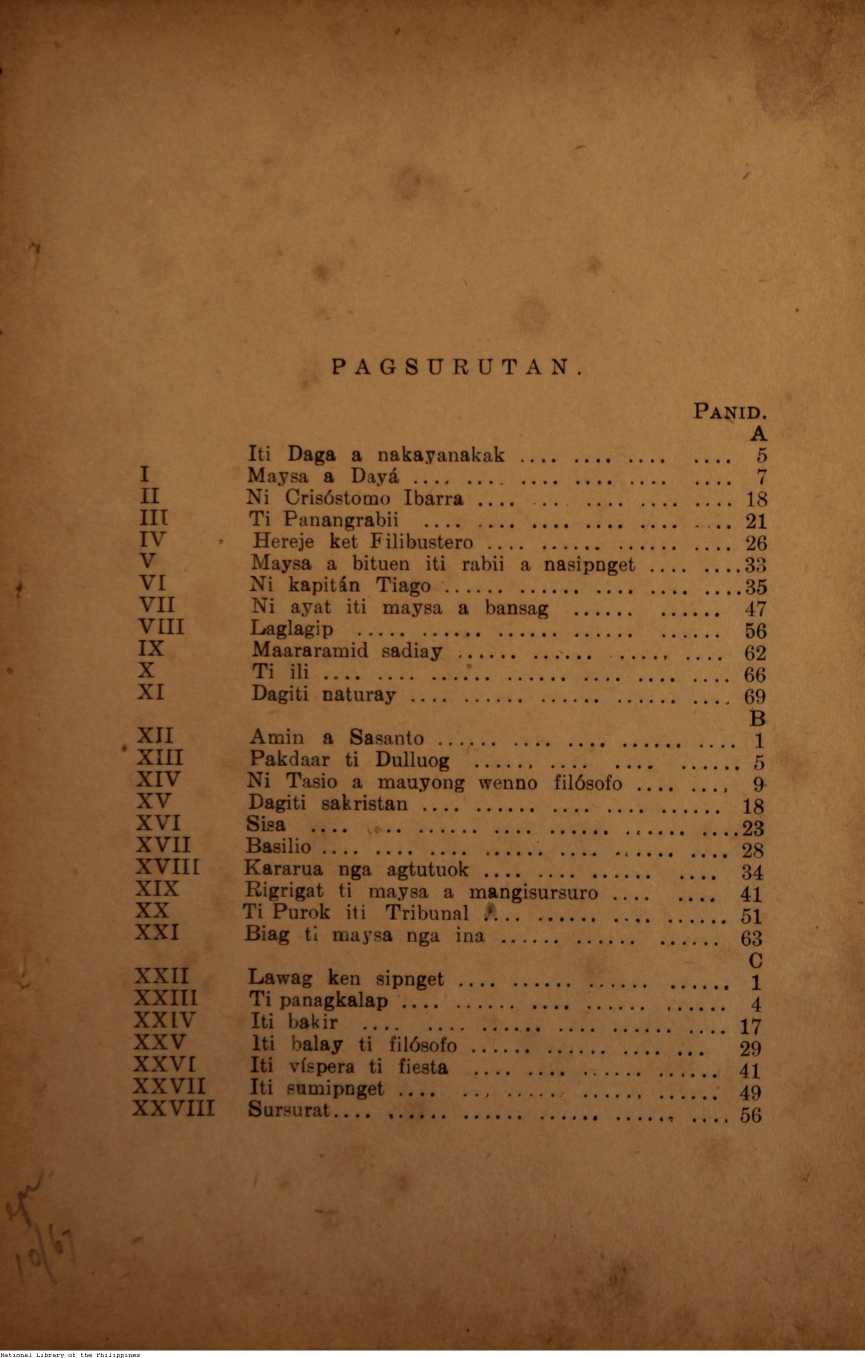 PAGSURUTAN.
PANID.
A
Iti Daga a nakayanakak .... .... .... .... 5
I Maysa a Dayá .... .... .... .... .... .... 7
II Ni Crisóstomo Ibarra .... .... .... .... .... 18
III Ti Panangrabii .... .... .... .... .... .... 21
IV Hereje ket Filibustero .... ...... ...... .... 26
V Maysa a bituen iti rabii a nasipnget .... .... .... 33
VI Ni kapitán Tiago ...... ...... .... .... .... 35
VII Ni ayat iti maysa a bansag ...... ...... 47
VIII Laglagip ..... ...... ...... ...... ...... 56
IX Maararamid sadiay ...... ...... ...... .... 62
X Ti ili .... .... .... ...... ...... .... .... 66
XI Dagiti naturay .... ...... ...... ...... .... 69
B
XII Amin a Sasanto ...... .... .... ...... .... 1
XIII Pakdaar ti Dulluog ...... .... .... ...... 5
XIV Ni Tasio a mauyong wenno filósofo .... .... 9
XV Dagiti sakristan .... ...... .... .... ...... 18
XVI Sisa .... .... ...... ...... ...... ...... .... 23
XVII Basilio .... .... .... ...... .... ...... .... 28
XVIII Kararua nga agtutuok .... .... ...... .... 34
XIX Rigrigat ti maysa a mangisursuro .... .... 41
XX Ti Purok iti Tribunal .... ...... .... ...... 51
XXI Biag ti maysa nga ina ...... ...... ...... 63
C
XXII Lawag ken sipnget .... ...... ...... ...... 1
XXIII Ti panagkalap .... ...... .... ...... ...... 4
XXIV Iti bakir .... .... ...... .... ...... .... 17
XXV Iti balay ti filósofo ...... ...... .... ... 29
XXVI Iti víspera ti fiesta .... .... ...... ...... 41
XXVII Iti sumipnget .... .... ...... ...... ...... 49
XXVIII Sursurat.... ...... ...... ...... ...... .... 56
10/67
National Library of the Philippines